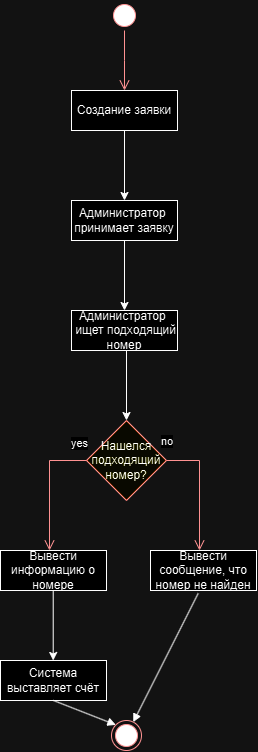 Создание заявки
Администратор
принимает заявку
Администратор
ищет подходящий
номер
yes
no
Нашелся
подходящий
номер?
Вывести
информацию о
номере
Вывести
сообщение, что
номер не найден
Система
выставляет счёт